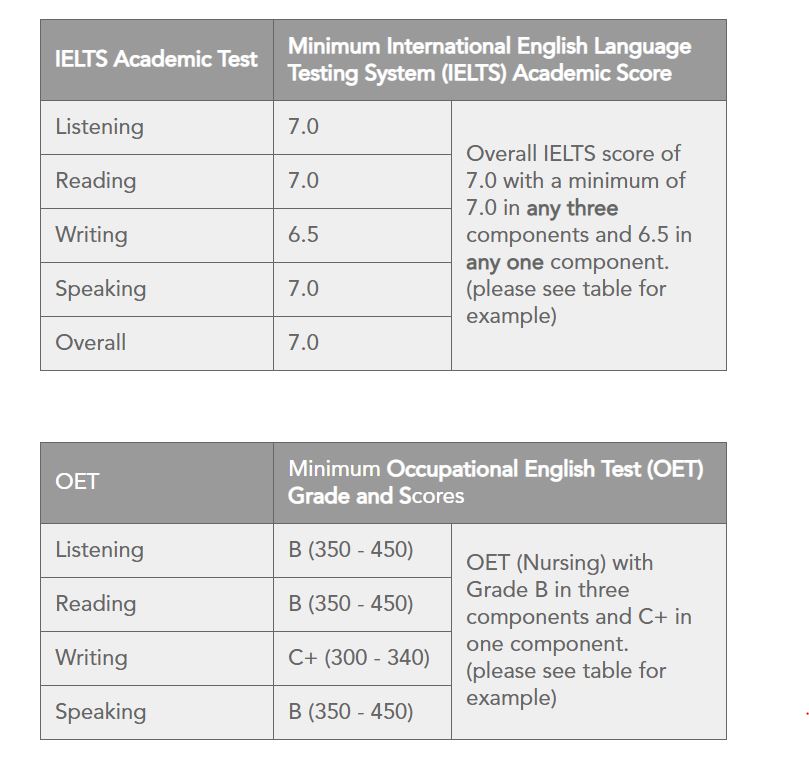 IELTS Academic Test
Minimum International English Language
Testing System (IELTS) Academic Score
Listening
7.0
Reading
7.0
Writing
6.5
Speaking
7.0
Overall
7.0
Overall IELTS score of
7.0 with a minimum of
7.0 in any three
components and 6.5 in
any one component.
(please see table for
example)
OET
Minimum Occupational English Test (OET)
Grade and Scores
Listening
B (350 - 450)
Reading
B (350 - 450)
Writing
C+ (300 - 340)
Speaking
B (350 - 450)
OET (Nursing) with
Grade B in three
components and C+ in
one component.
(please see table for
example)